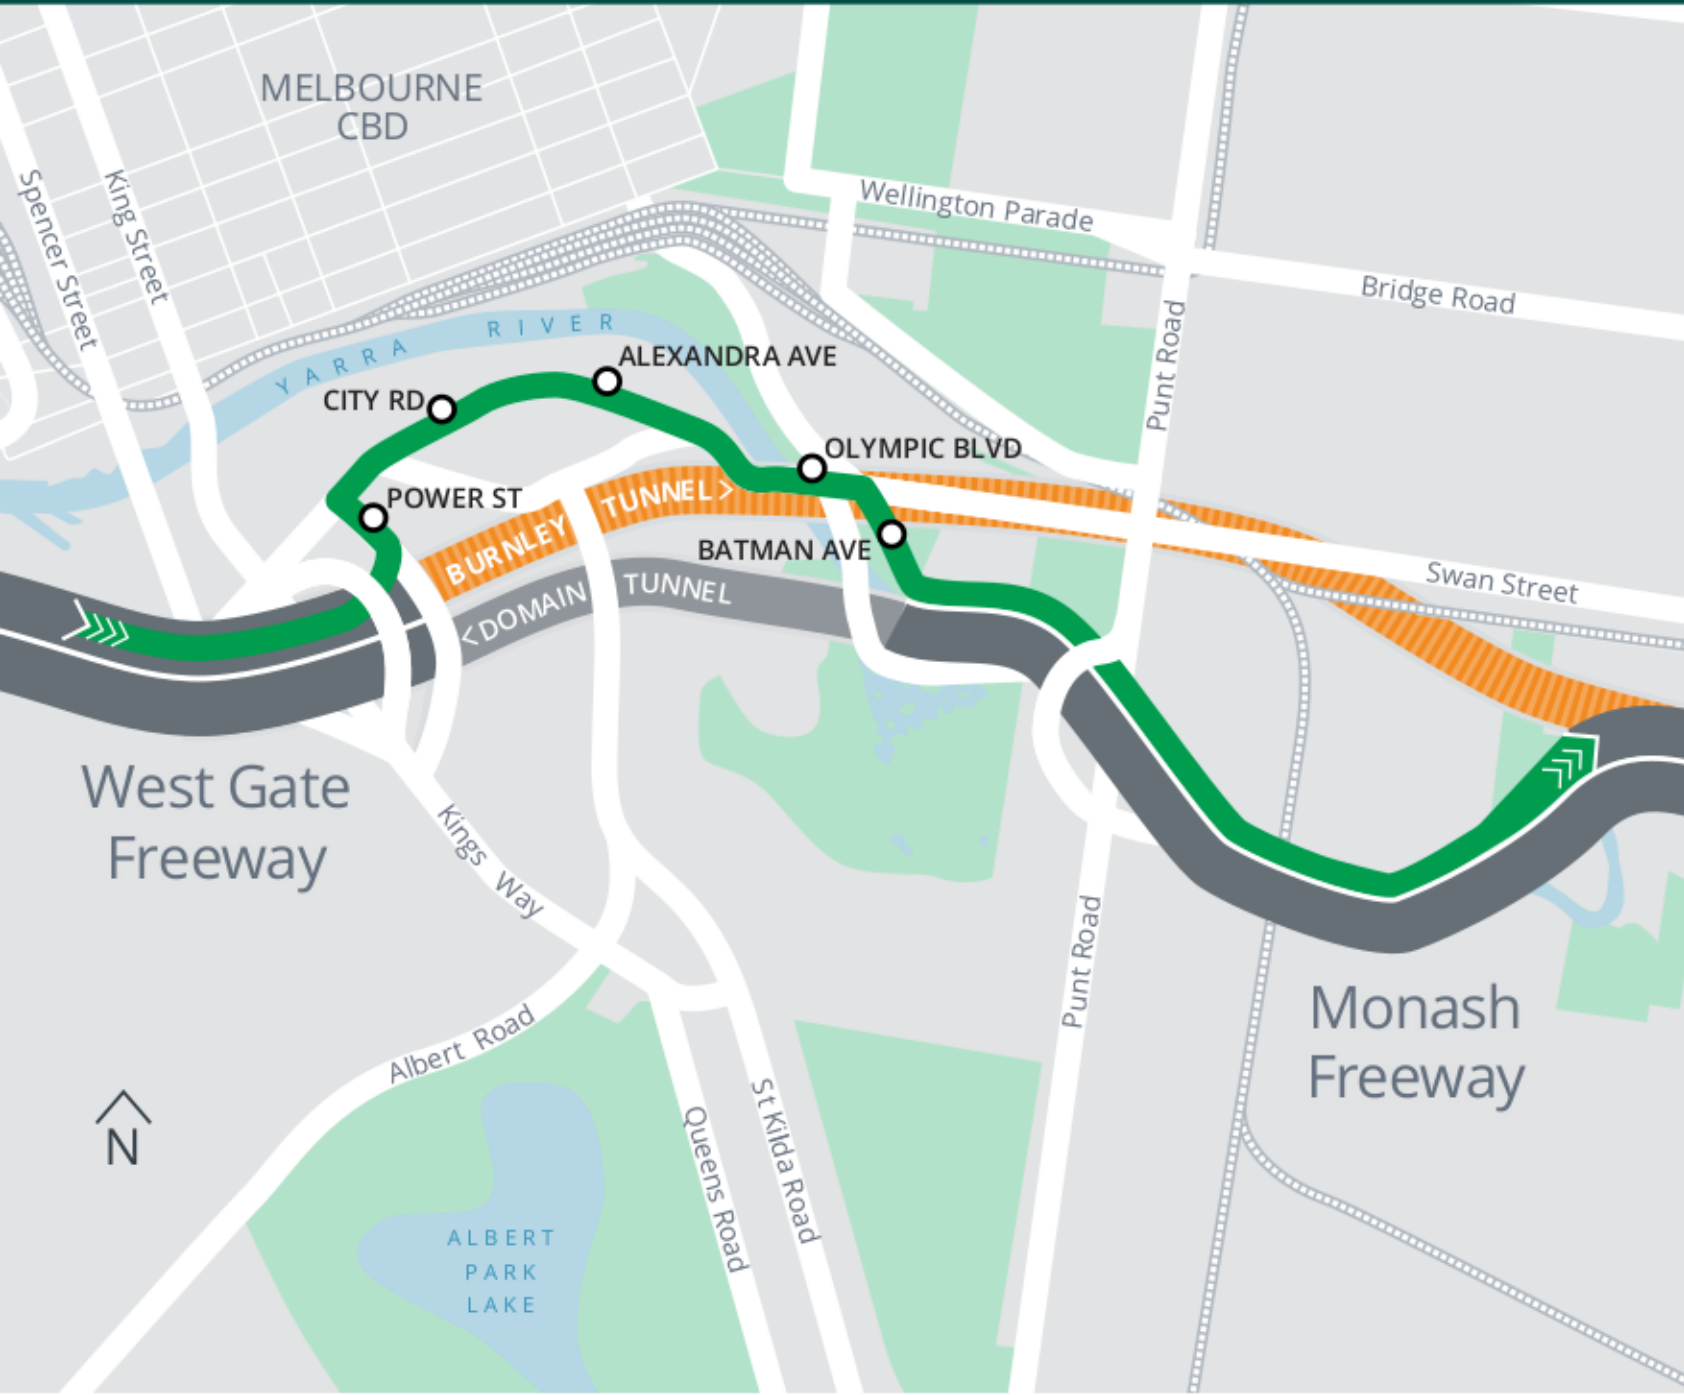 MELBOURNE
CBD
Spencer Street
King Street
Wellington Parade
Bridge Road
Punt Road
YARRA RIVER
ALEXANDRA AVE
CITY RD
OLYMPIC BLVD
POWER ST
BURNLEY TUNNEL >
BATMAN AVE
< DOMAIN TUNNEL
Swan Street
West Gate
Freeway
Kings Way
Punt Road
Monash
Freeway
Albert Road
N
Queens Road
St Kilda Road
ALBERT
PARK
LAKE